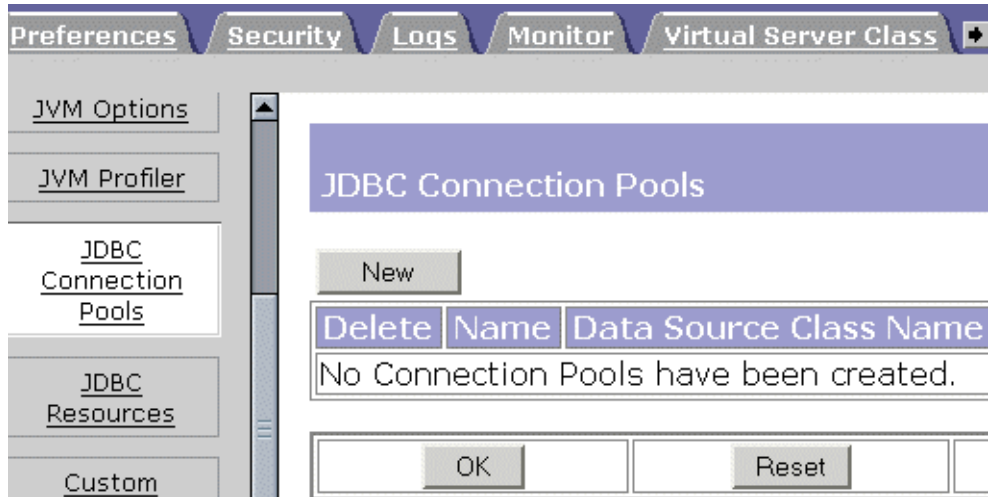 Preferences Security Logs Monitor Virtual Server Class
JVM Options
JVM Profiler
JDBC
Connection
Pools
JDBC
Resources
Custom
JDBC Connection Pools
New
Delete Name Data Source Class Name
No Connection Pools have been created.
OK Reset